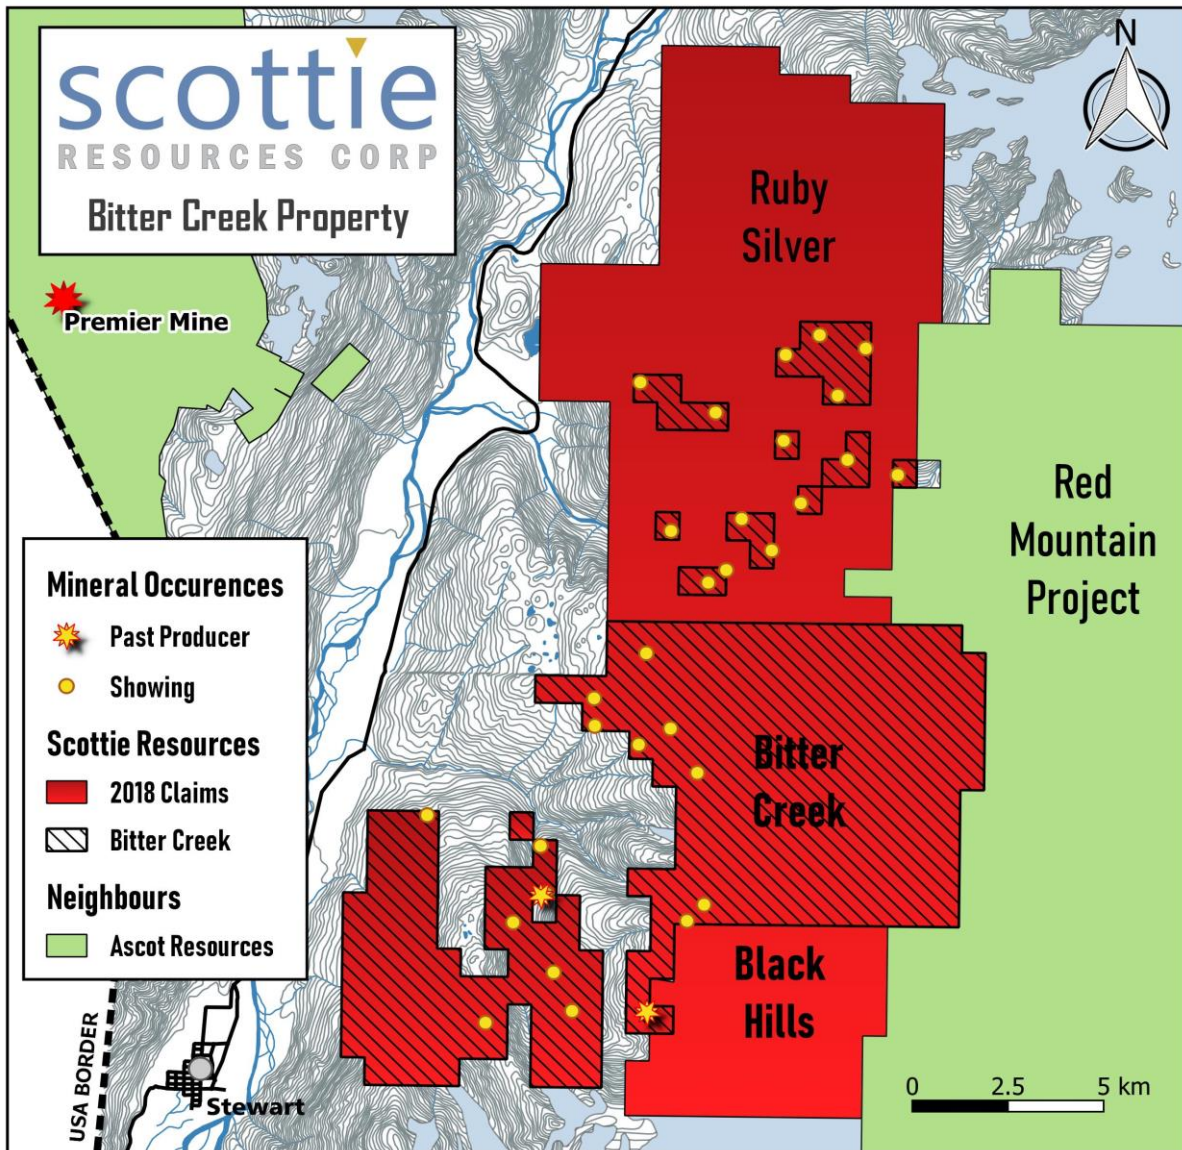 scottie
RESOURCES CORP
Bitter Creek Property
N
Ruby
Silver
Premier Mine
Red
Mountain
Project
Mineral Occurences
Past Producer
Showing
Scottie Resources
2018 Claims
Bitter Creek
Neighbours
Ascot Resources
Bitter
Creek
Black
Hills
USA BORDER
Stewart
0 2.5 5 km